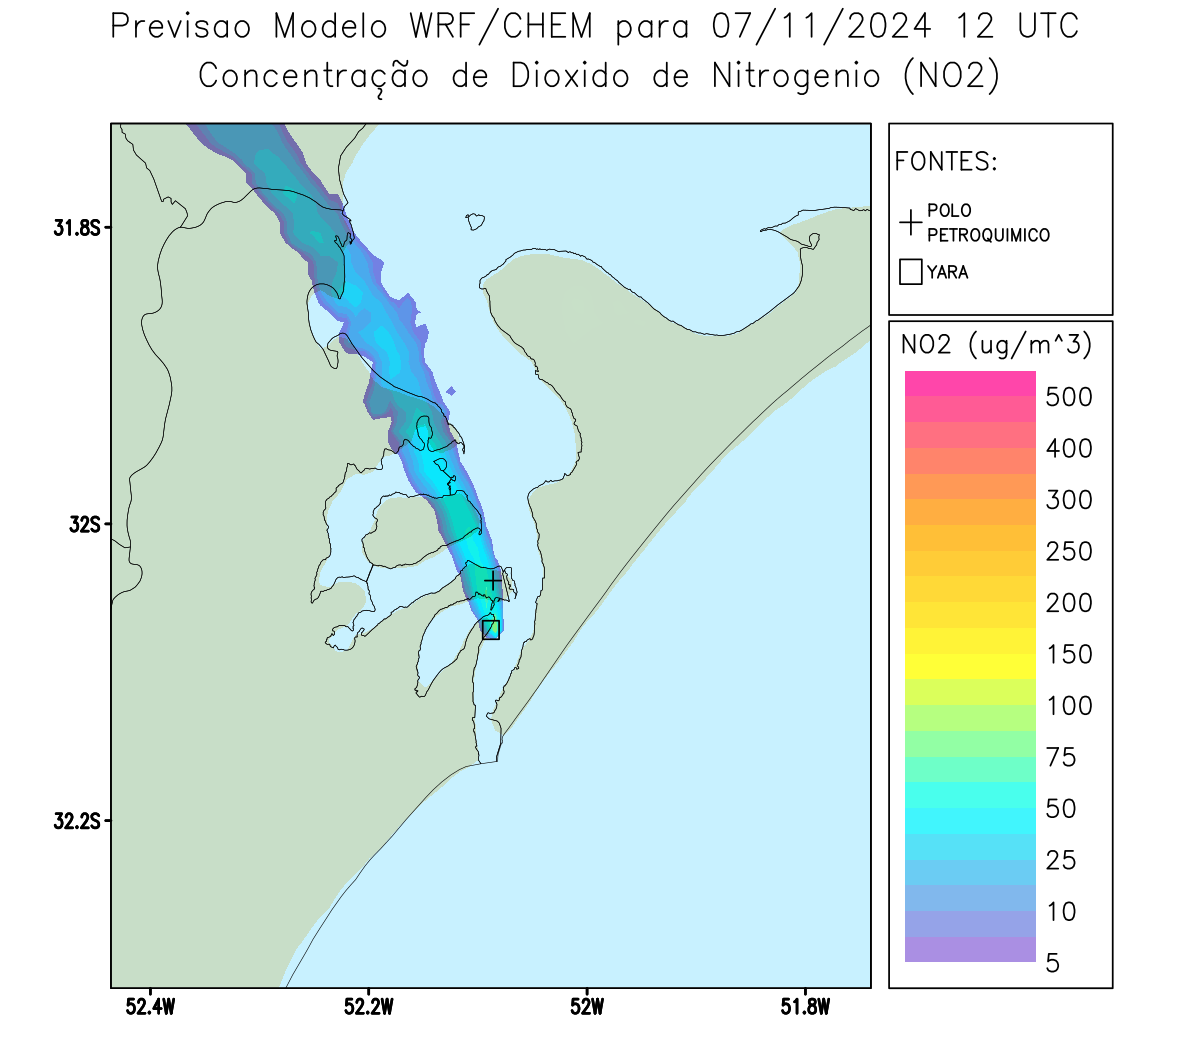 Previsao Modelo WRF/CHEM para 07/11/2024 12 UTC
Concentração de Dioxido de Nitrogenio (NO2)
FONTES:
POLO
PETROQUIMICO
YARA
NO2 (ug/m^3)
500
400
300
250
200
150
100
75
50
25
10
5
31.8S
32S
32.2S
52.4W
52.2W
52W
51.8W